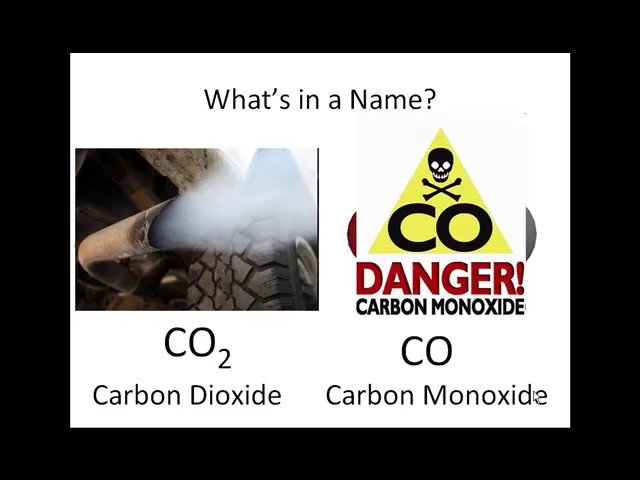 What's in a Name?
CO
DANGER!
CARBON MONOXIDE
CO₂
CO
Carbon Dioxide
Carbon Monoxide